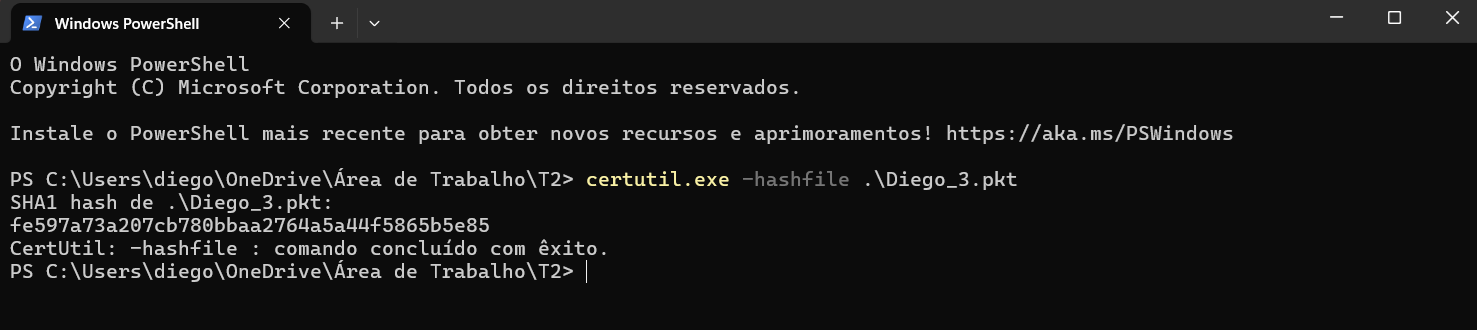 Windows PowerShell
O Windows PowerShell
Copyright (C) Microsoft Corporation. Todos os direitos reservados.
Instale o PowerShell mais recente para obter novos recursos e aprimoramentos! https://aka.ms/PSWindows
PS C:\Users\diego\OneDrive\Área de Trabalho\T2> certutil.exe -hashfile .\Diego_3.pkt
SHA1 hash de .\Diego_3.pkt:
fe597a73a207cb780bbaa2764a5a44f5865b5e85
CertUtil: -hashfile : comando concluído com êxito.
PS C:\Users\diego\OneDrive\Área de Trabalho\T2>